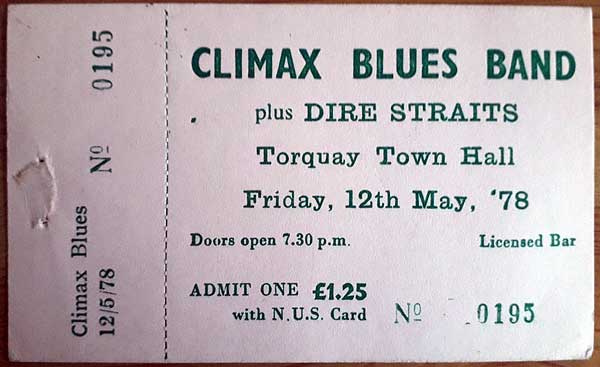 Climax Blues Nº 0195
12/5/78
CLIMAX BLUES BAND
plus DIRE STRAITS
Torquay Town Hall
Friday, 12th May, '78
Doors open 7.30 p.m. Licensed Bar
ADMIT ONE £1.25
with N.U.S. Card Nº 0195